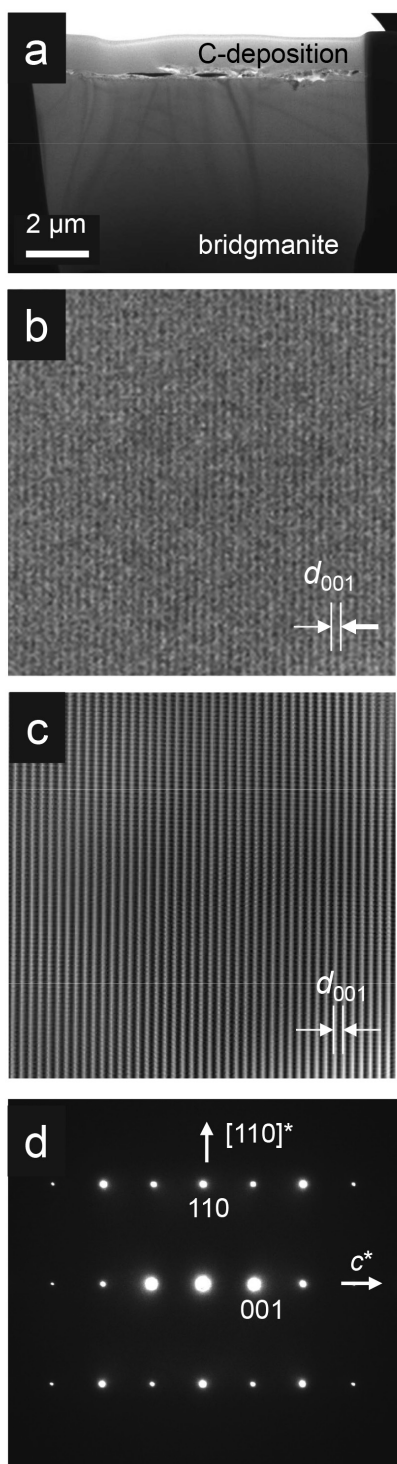 a
C-deposition
2 μm
bridgmanite
b
d001
c
d001
d
[110]*
110
c*
001